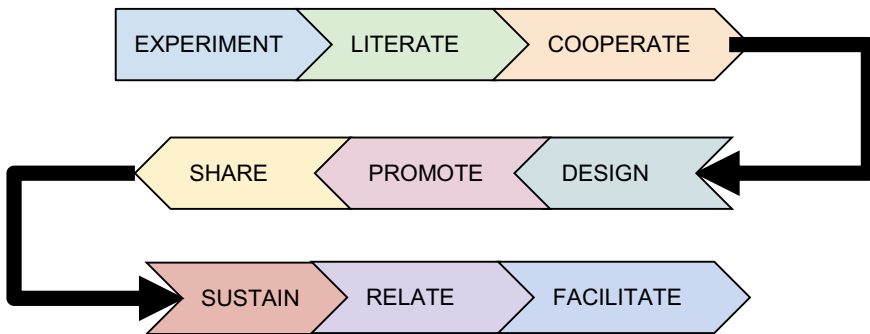 EXPERIMENT LITERATE COOPERATE
SHARE PROMOTE DESIGN
SUSTAIN RELATE FACILITATE